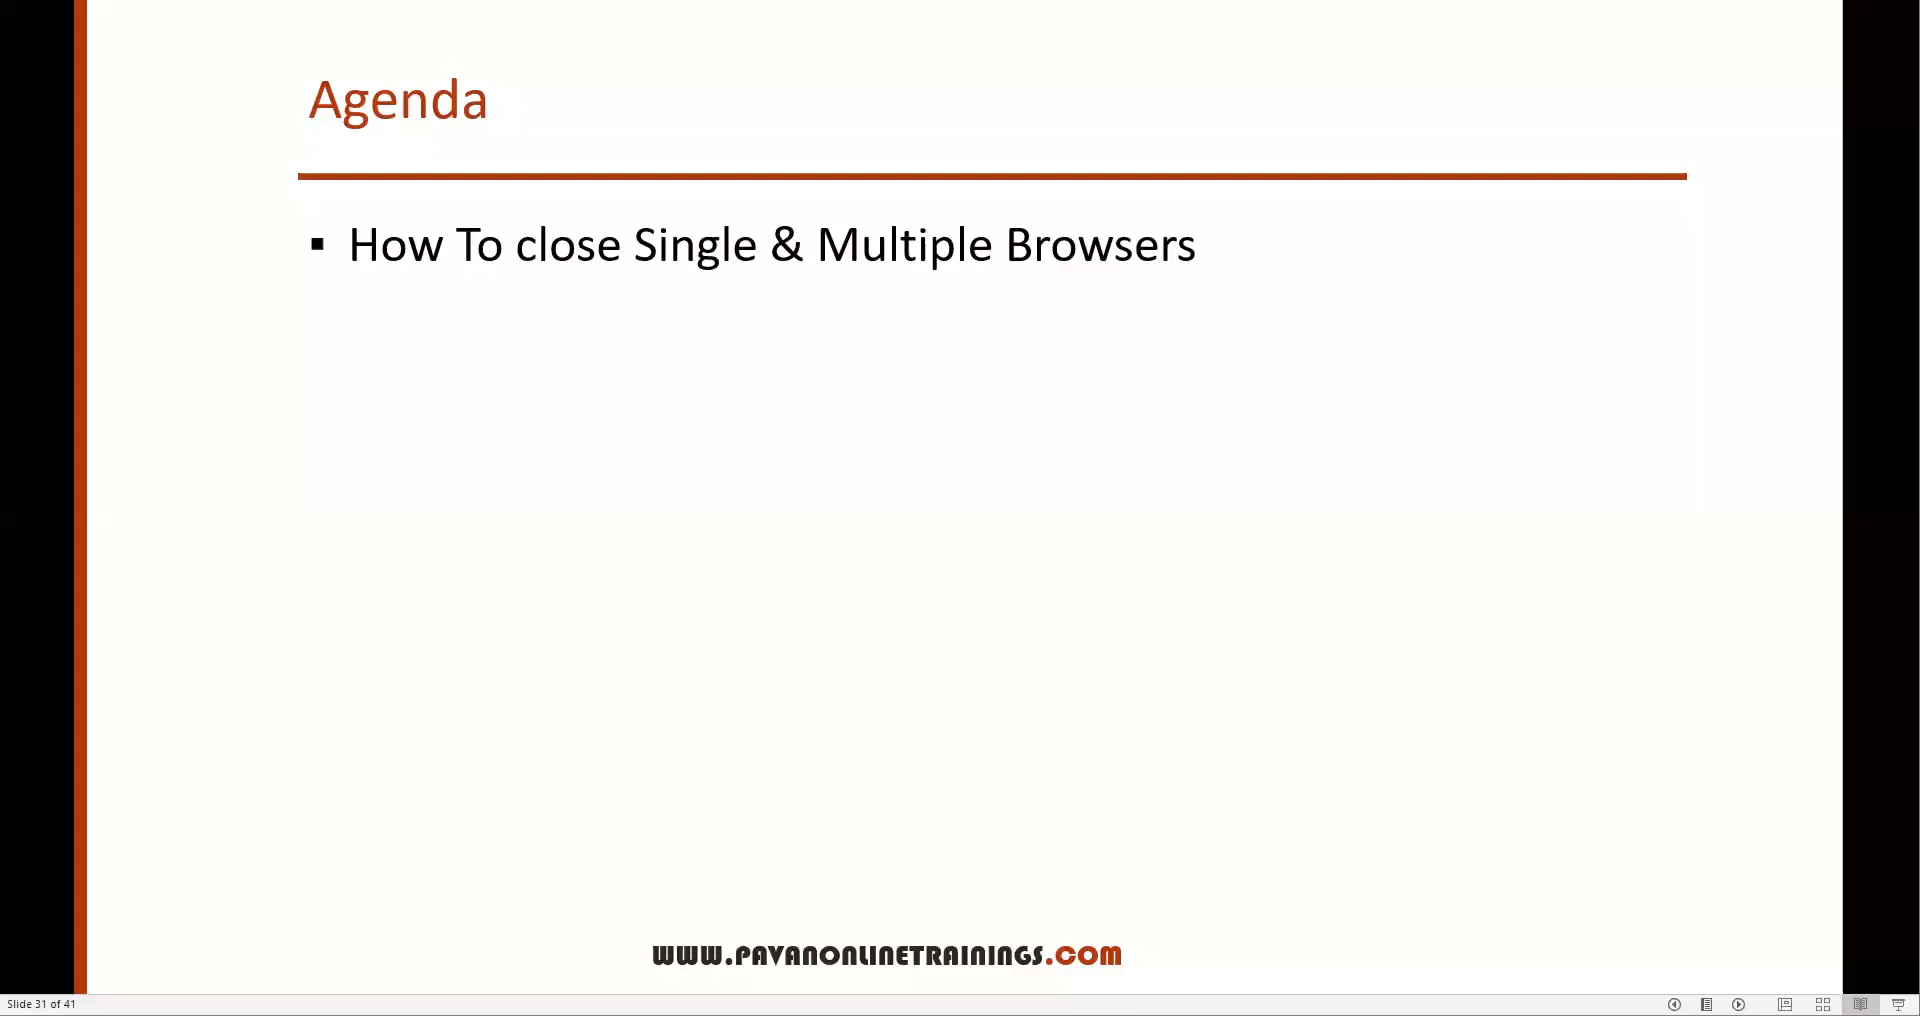 Agenda
▪ How To close Single & Multiple Browsers
WWW.PAVANONLINETRAININGS.COM
Slide 31 of 41